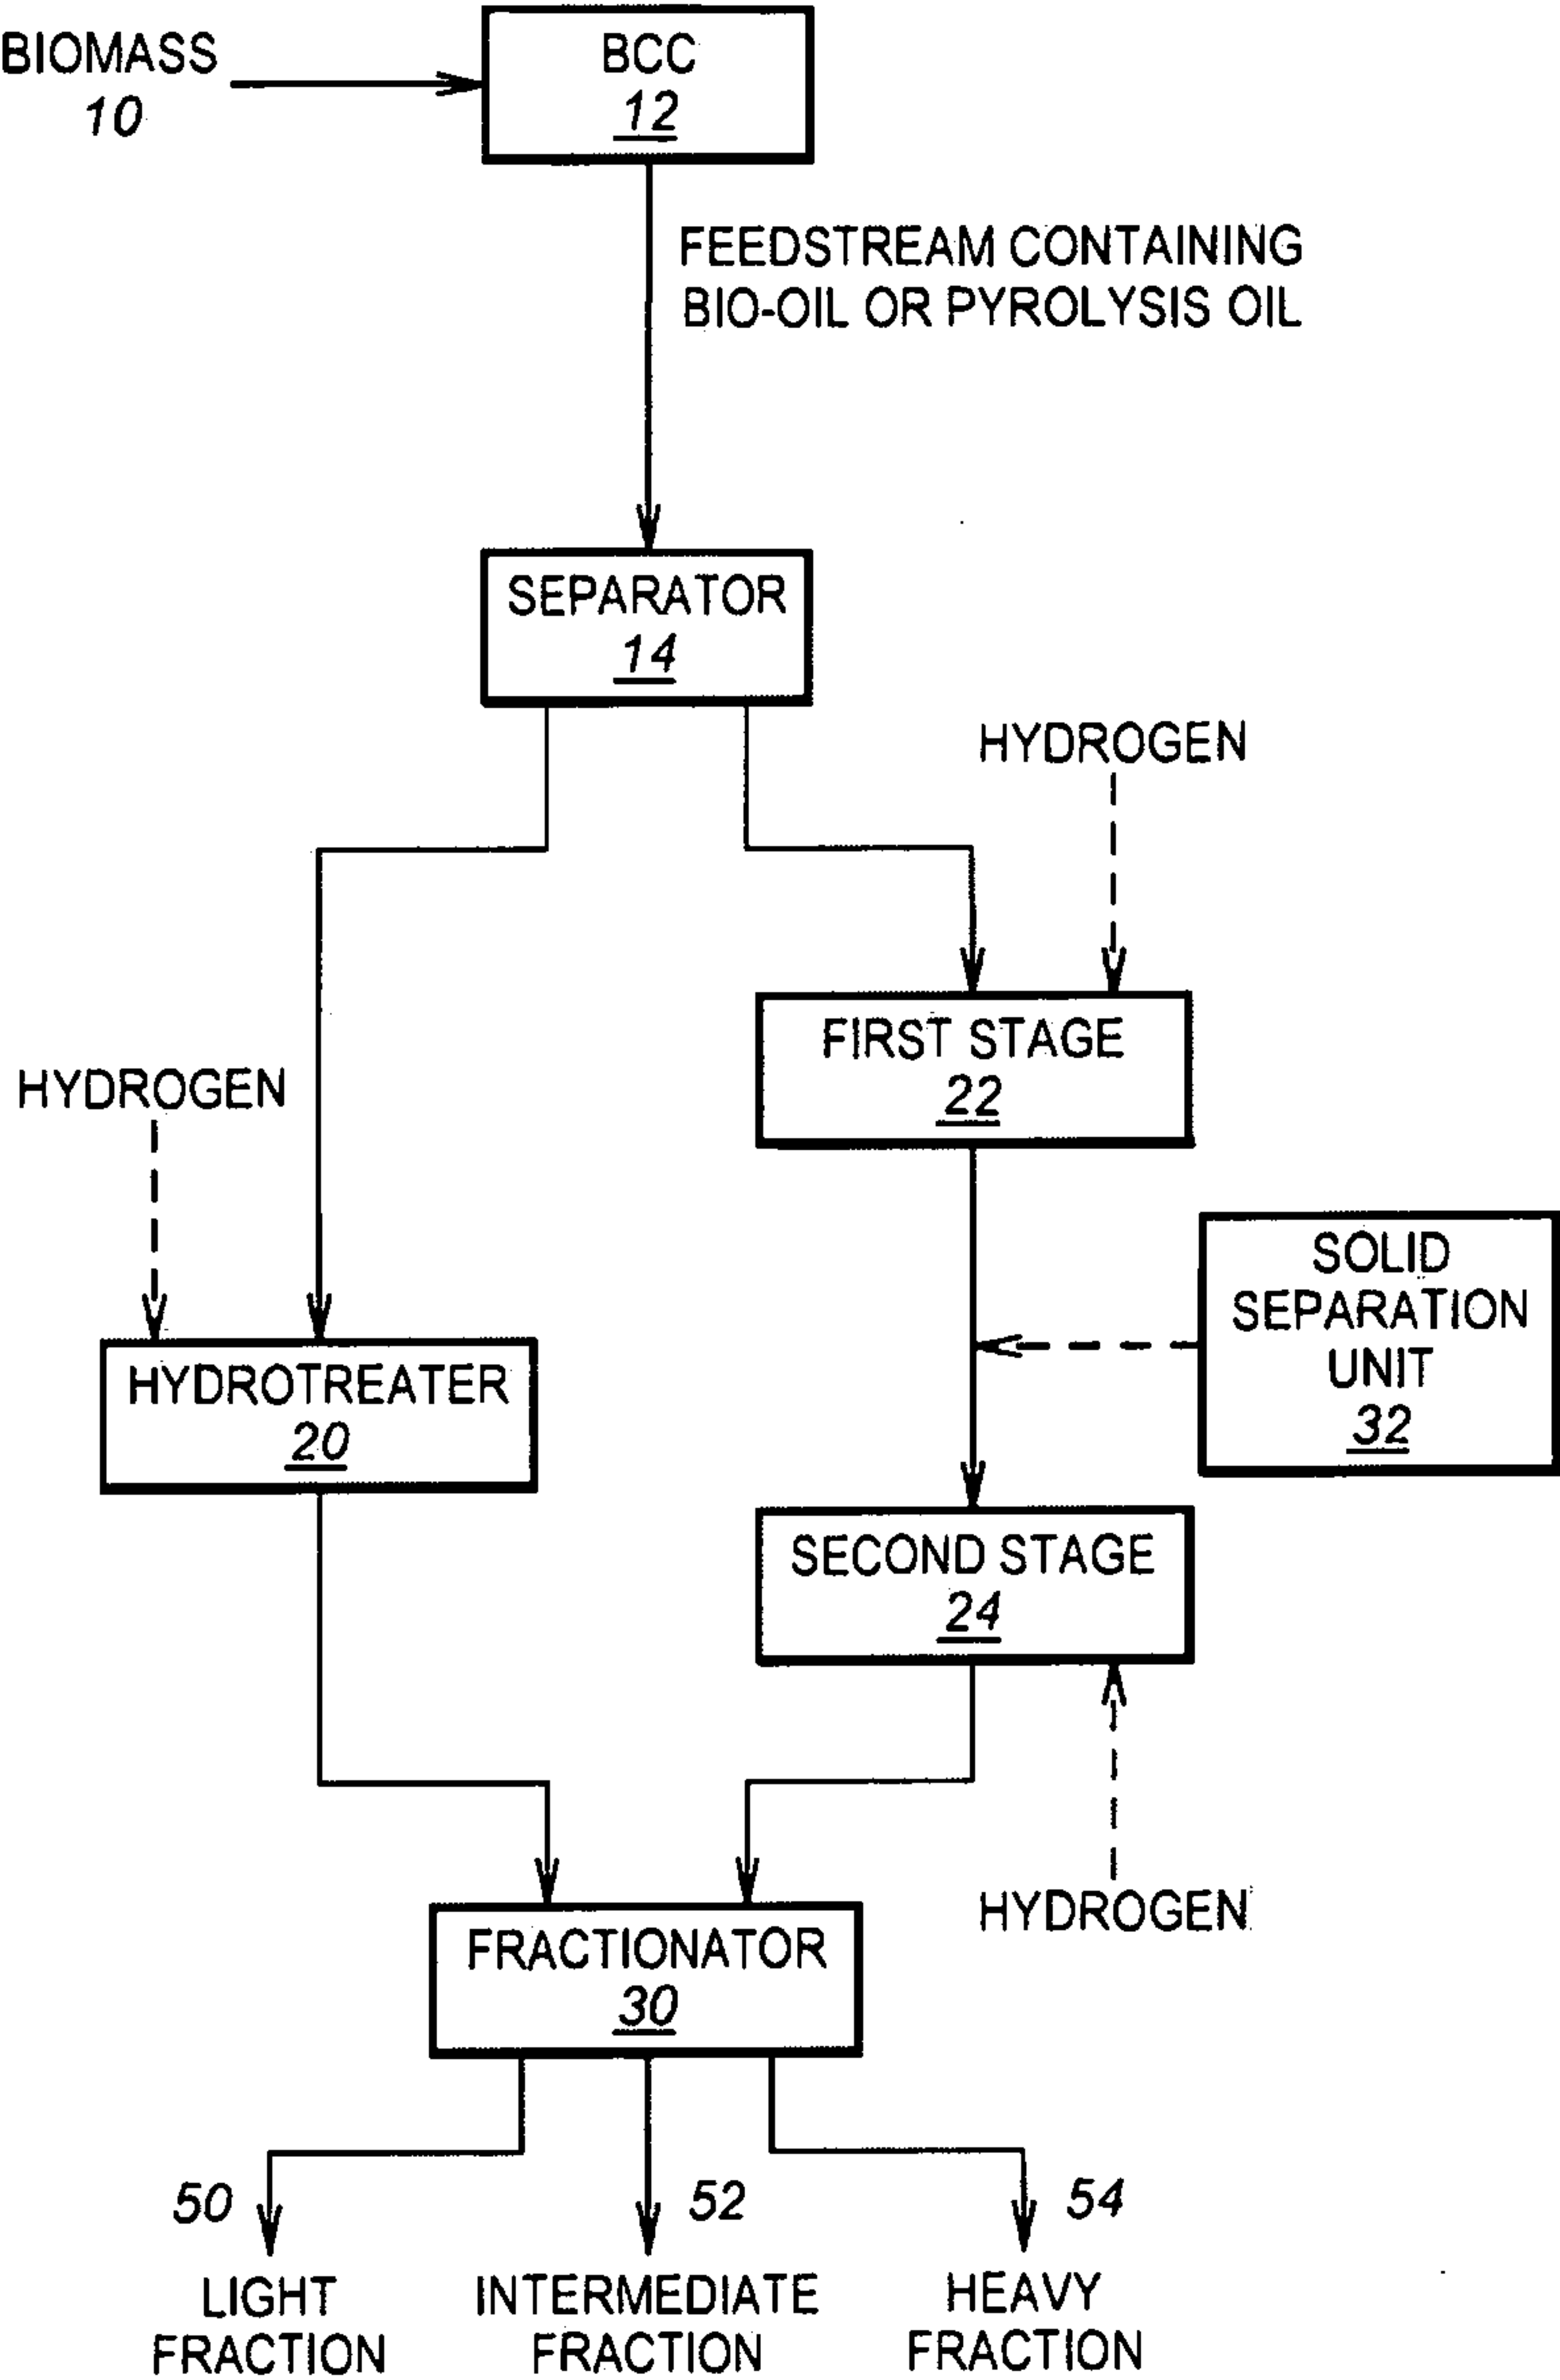 BIOMASS
10
BCC
12
FEEDSTREAM CONTAINING
BIO-OIL OR PYROLYSIS OIL
SEPARATOR
14
HYDROGEN
FIRST STAGE
22
HYDROGEN
SOLID
SEPARATION
UNIT
32
HYDROTREATER
20
SECOND STAGE
24
HYDROGEN
FRACTIONATOR
30
50
52
54
LIGHT
FRACTION
INTERMEDIATE
FRACTION
HEAVY
FRACTION